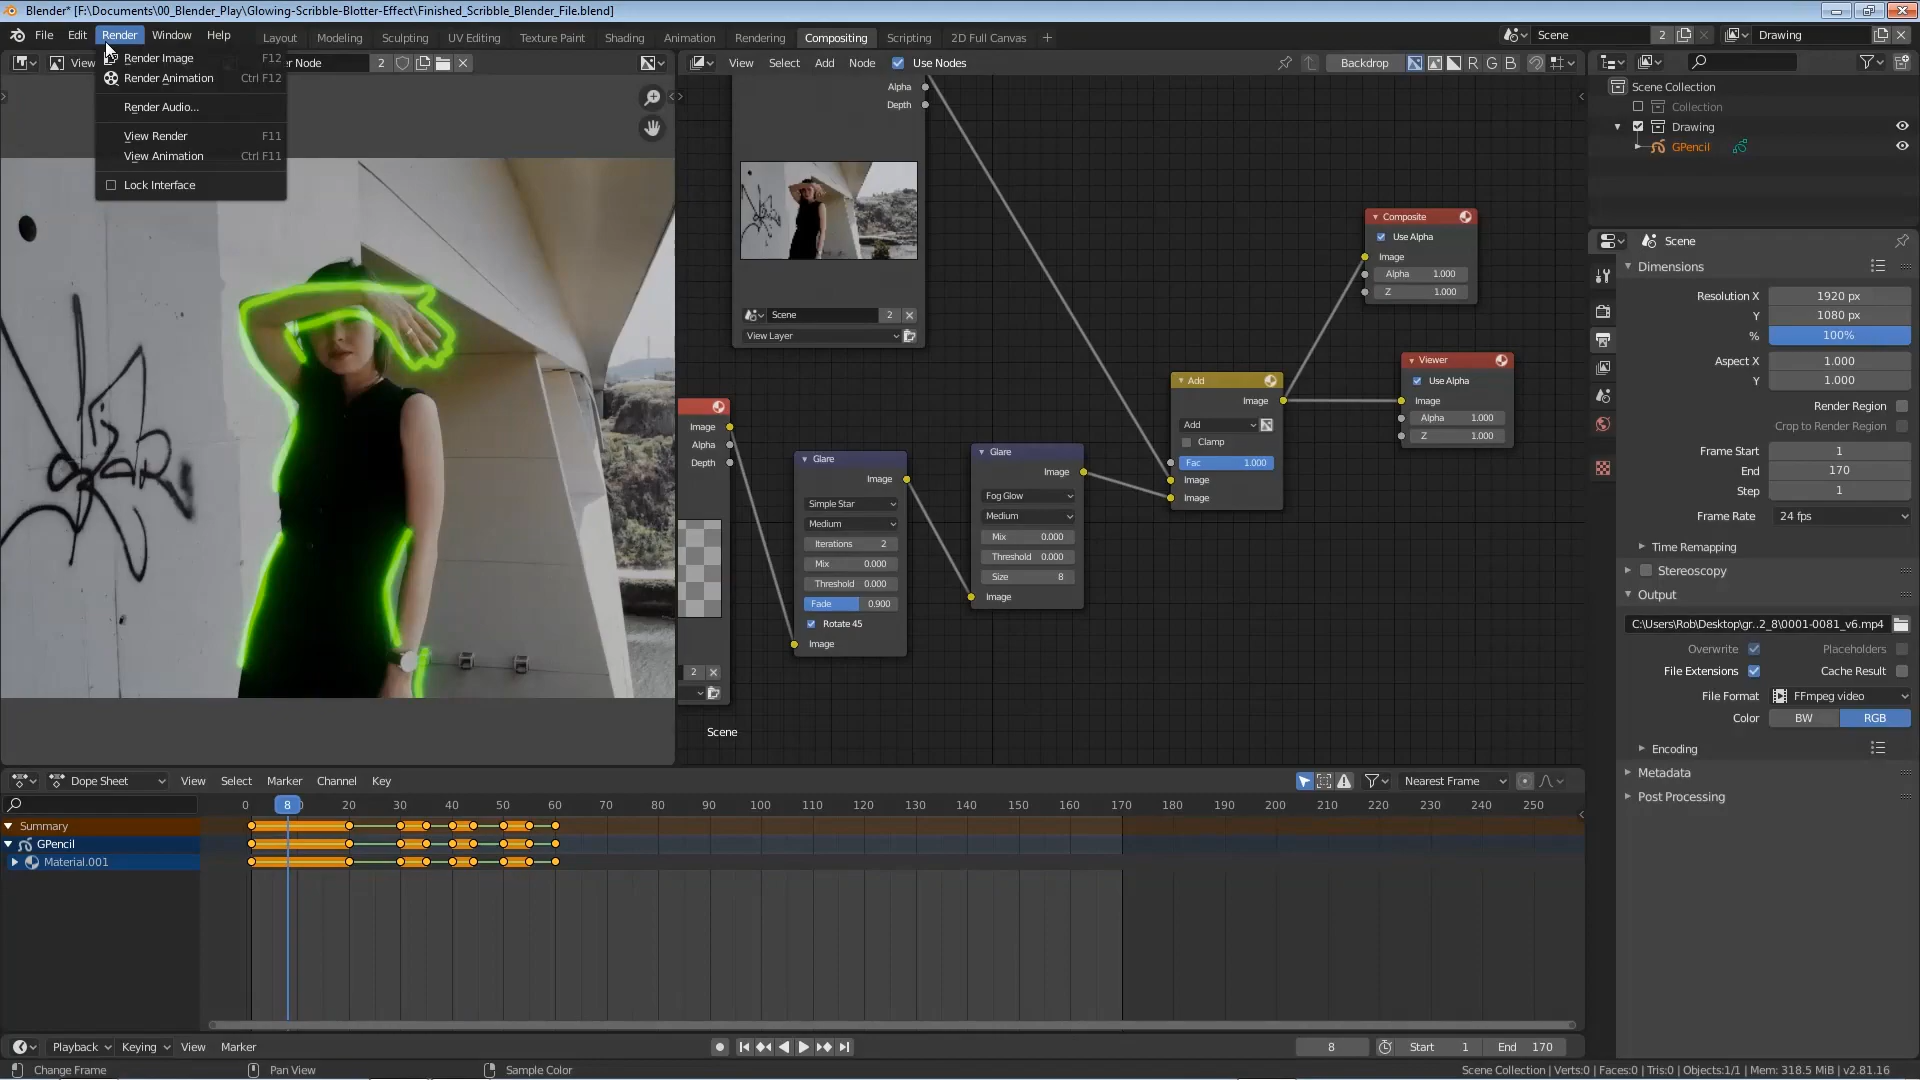 Blender* [F:\Documents\00_Blender_Play\Glowing-Scribble-Blotter-Effect\Finished_Scribble_Blender_File.blend]
File Edit Render Window Help Layout Modeling Sculpting UV Editing Texture Paint Shading Animation Rendering Compositing Scripting 2D Full Canvas + Scene 2 Drawing
View r Node 2 View Select Add Node Use Nodes Backdrop R G B
Render Image F12
Render Animation Ctrl F12
Render Audio...
View Render F11
View Animation Ctrl F11
Lock Interface
Alpha
Depth
Scene 2
View Layer
Image
Alpha
Depth
2
Scene
Glare
Image
Simple Star
Medium
Iterations 2
Mix 0.000
Threshold 0.000
Fade 0.900
Rotate 45
Image
Glare
Image
Fog Glow
Medium
Mix 0.000
Threshold 0.000
Size 8
Image
Add
Image
Add
Clamp
Fac 1.000
Image
Image
Composite
Use Alpha
Image
Alpha 1.000
Z 1.000
Viewer
Use Alpha
Image
Alpha 1.000
Z 1.000
Scene Collection
Collection
Drawing
GPencil
Scene
Dimensions
Resolution X 1920 px
Y 1080 px
% 100%
Aspect X 1.000
Y 1.000
Render Region
Crop to Render Region
Frame Start 1
End 170
Step 1
Frame Rate 24 fps
Time Remapping
Stereoscopy
Output
C:\Users\Rob\Desktop\gr..2_8\0001-0081_v6.mp4
Overwrite Placeholders
File Extensions Cache Result
File Format FFmpeg video
Color BW RGB
Encoding
Metadata
Post Processing
Dope Sheet View Select Marker Channel Key Nearest Frame
0 8 20 30 40 50 60 70 80 90 100 110 120 130 140 150 160 170 180 190 200 210 220 230 240 250
Summary
GPencil
Material.001
Playback Keying View Marker 8 Start 1 End 170
Change Frame Pan View Sample Color Scene Collection | Verts:0 | Faces:0 | Tris:0 | Objects:1/1 | Mem: 318.5 MiB | v2.81.16